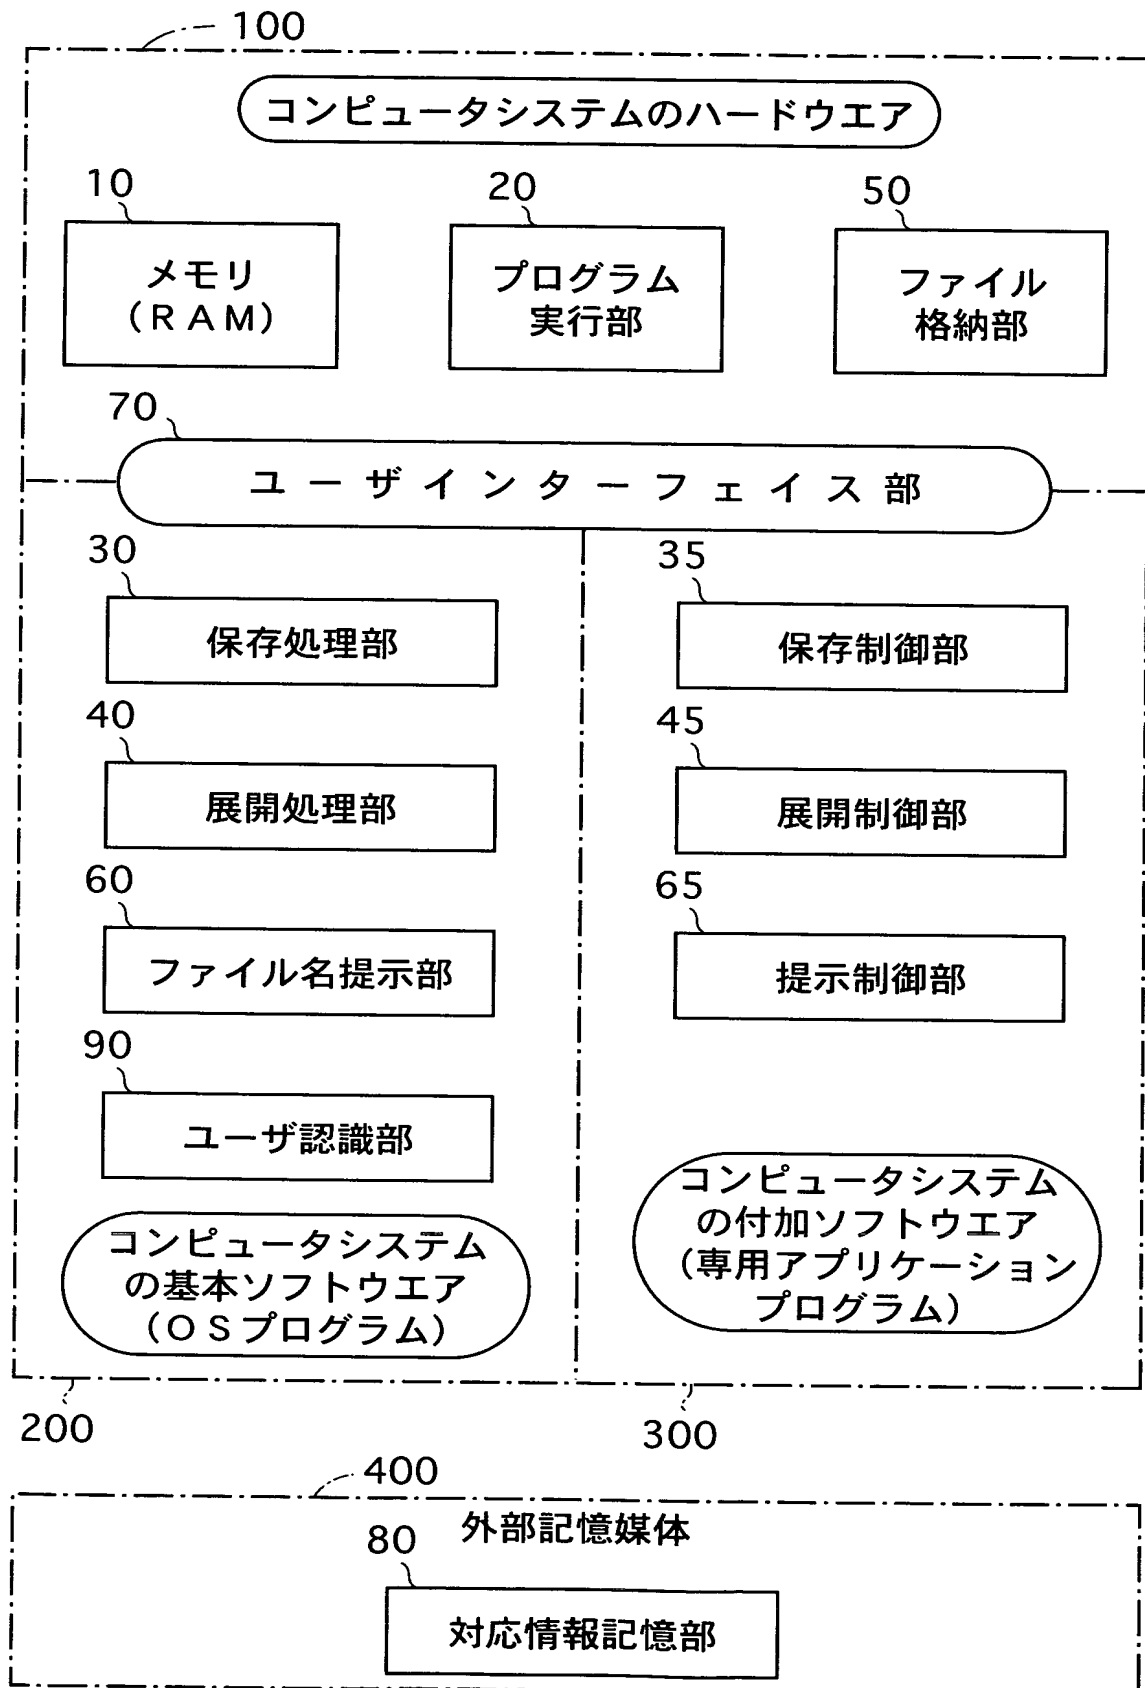 100
コンピュータシステムのハードウエア
10
メモリ
(RAM)
20
プログラム
実行部
50
ファイル
格納部
70
ユーザインターフェイス部
30
保存処理部
35
保存制御部
40
展開処理部
45
展開制御部
60
ファイル名提示部
65
提示制御部
90
ユーザ認識部
コンピュータシステム
の基本ソフトウエア
(OSプログラム)
コンピュータシステム
の付加ソフトウエア
(専用アプリケーション
プログラム)
200
300
400
外部記憶媒体
80
対応情報記憶部